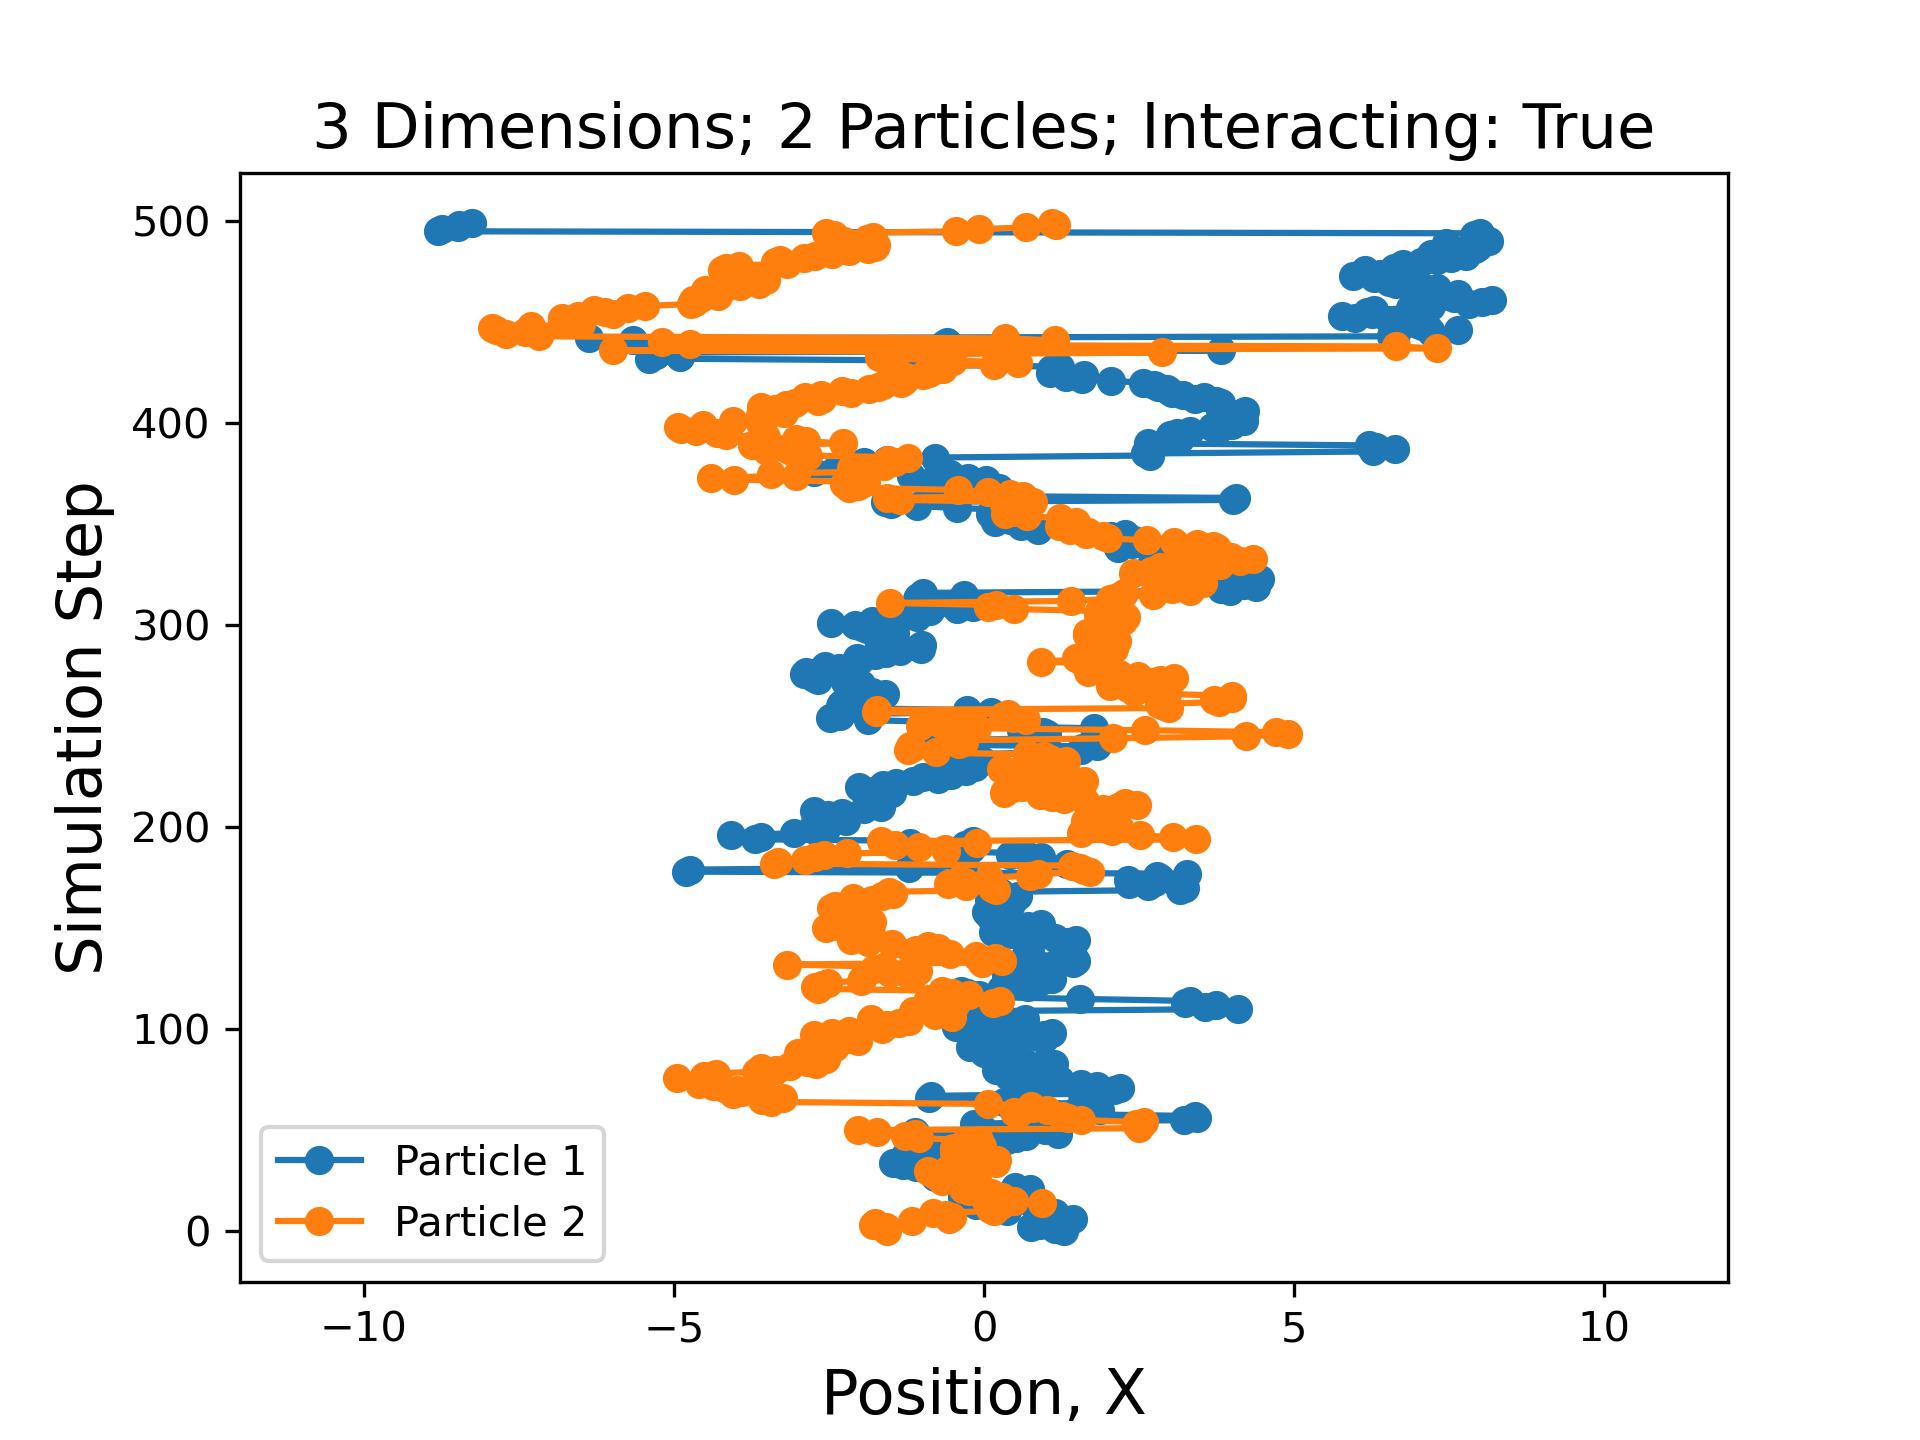 3 Dimensions; 2 Particles; Interacting: True
Simulation Step
500
400
300
200
100
0
Particle 1
Particle 2
−10 −5 0 5 10
Position, X